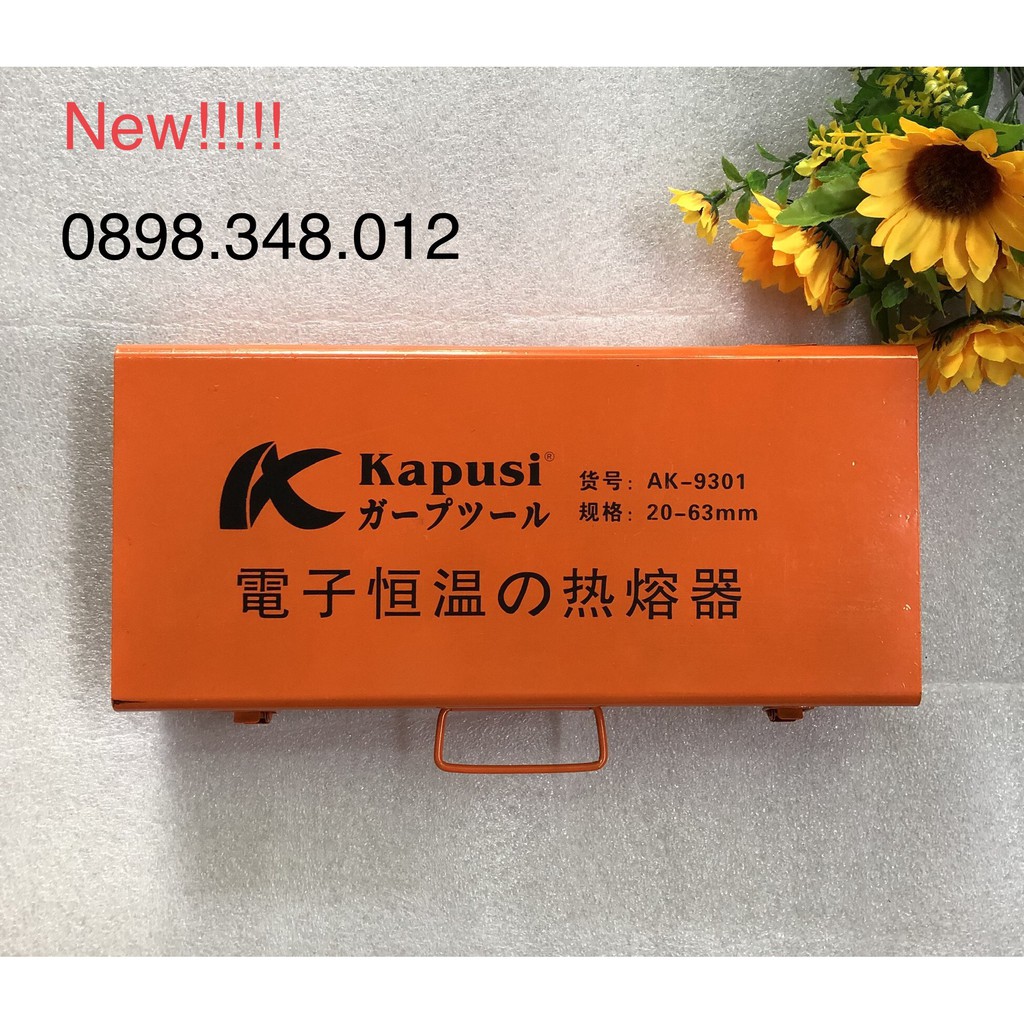 New!!!!!
0898.348.012
Kapusi®
ガープツール
货号：AK-9301
规格：20-63mm
電子恒温の热熔器